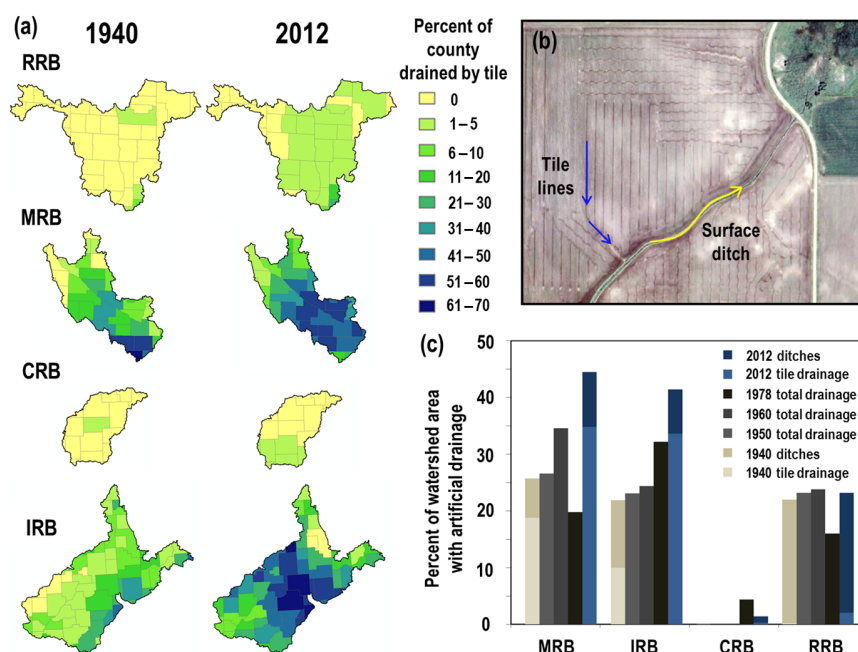 (a)
1940
2012
Percent of
county
drained by tile
0
1–5
6–10
11–20
21–30
31–40
41–50
51–60
61–70
RRB
MRB
CRB
IRB
(b)
Tile
lines
Surface
ditch
(c)
Percent of watershed area
with artificial drainage
50
40
30
20
10
0
2012 ditches
2012 tile drainage
1978 total drainage
1960 total drainage
1950 total drainage
1940 ditches
1940 tile drainage
MRB IRB CRB RRB